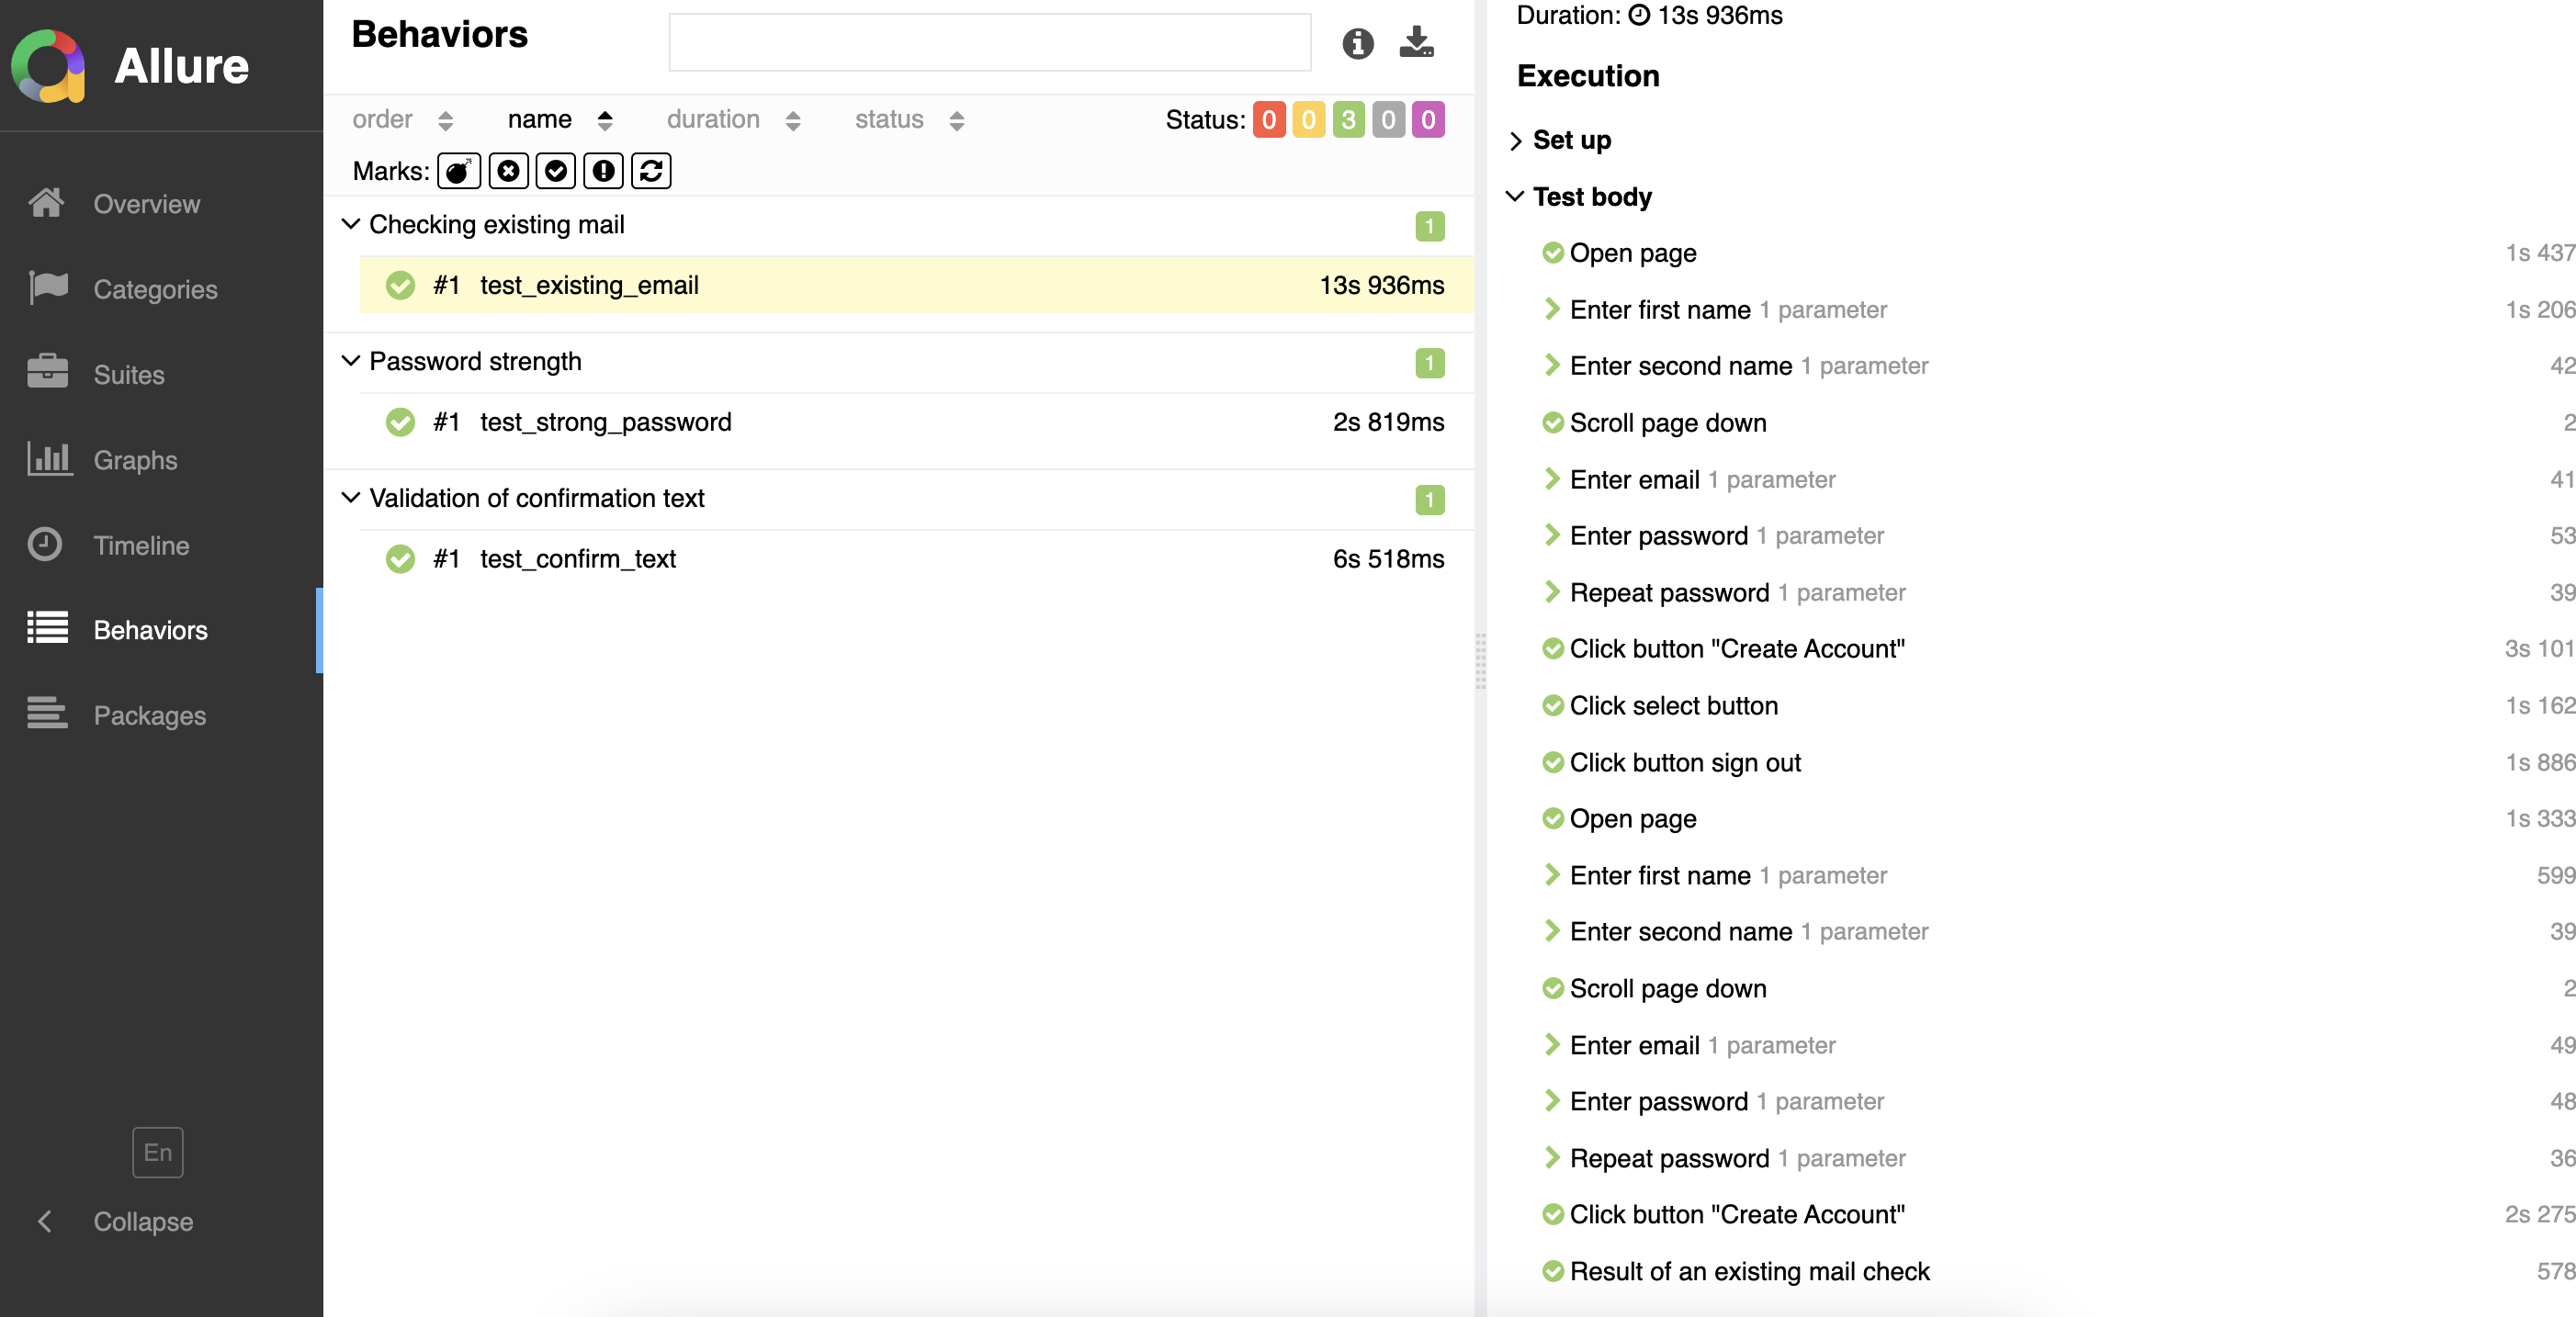 Allure
Overview
Categories
Suites
Graphs
Timeline
Behaviors
Packages
En
Collapse
Behaviors
order name duration status Status: 0 0 3 0 0
Marks:
Checking existing mail 1
#1 test_existing_email 13s 936ms
Password strength 1
#1 test_strong_password 2s 819ms
Validation of confirmation text 1
#1 test_confirm_text 6s 518ms
Duration: 13s 936ms
Execution
Set up
Test body
Open page 1s 437
Enter first name 1 parameter 1s 206
Enter second name 1 parameter 42
Scroll page down 2
Enter email 1 parameter 41
Enter password 1 parameter 53
Repeat password 1 parameter 39
Click button "Create Account" 3s 101
Click select button 1s 162
Click button sign out 1s 886
Open page 1s 333
Enter first name 1 parameter 599
Enter second name 1 parameter 39
Scroll page down 2
Enter email 1 parameter 49
Enter password 1 parameter 48
Repeat password 1 parameter 36
Click button "Create Account" 2s 275
Result of an existing mail check 578